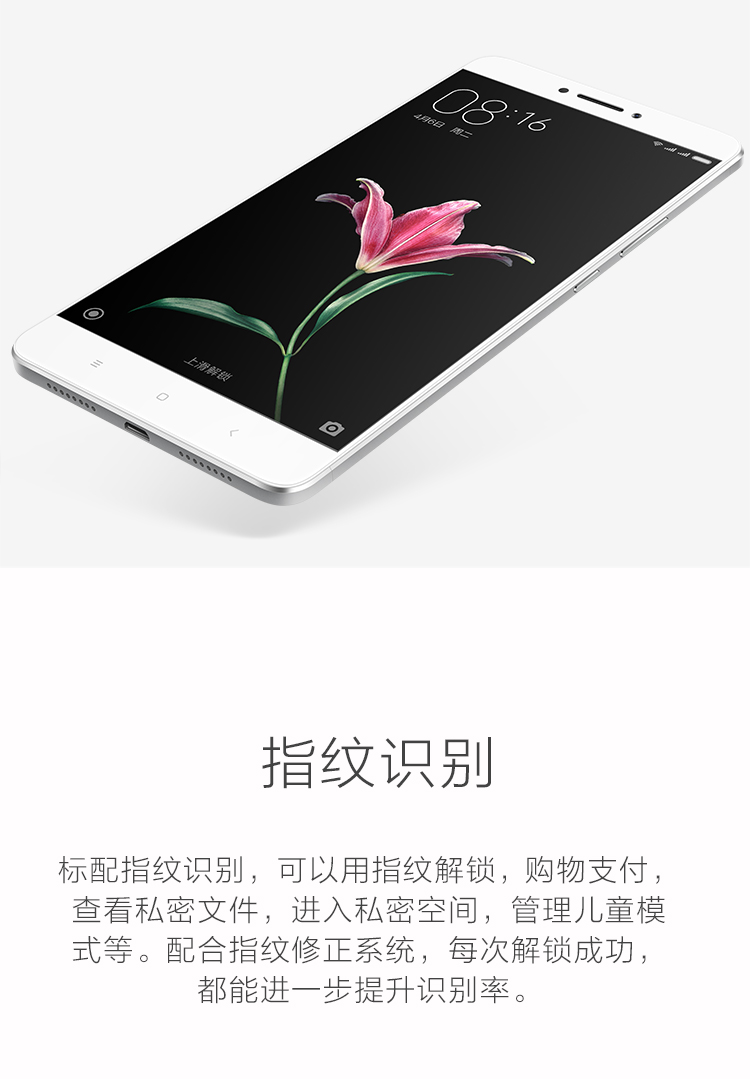 08:16
4月6日 周二
上滑解锁
指纹识别
标配指纹识别，可以用指纹解锁，购物支付，
查看私密文件，进入私密空间，管理儿童模
式等。配合指纹修正系统，每次解锁成功，
都能进一步提升识别率。